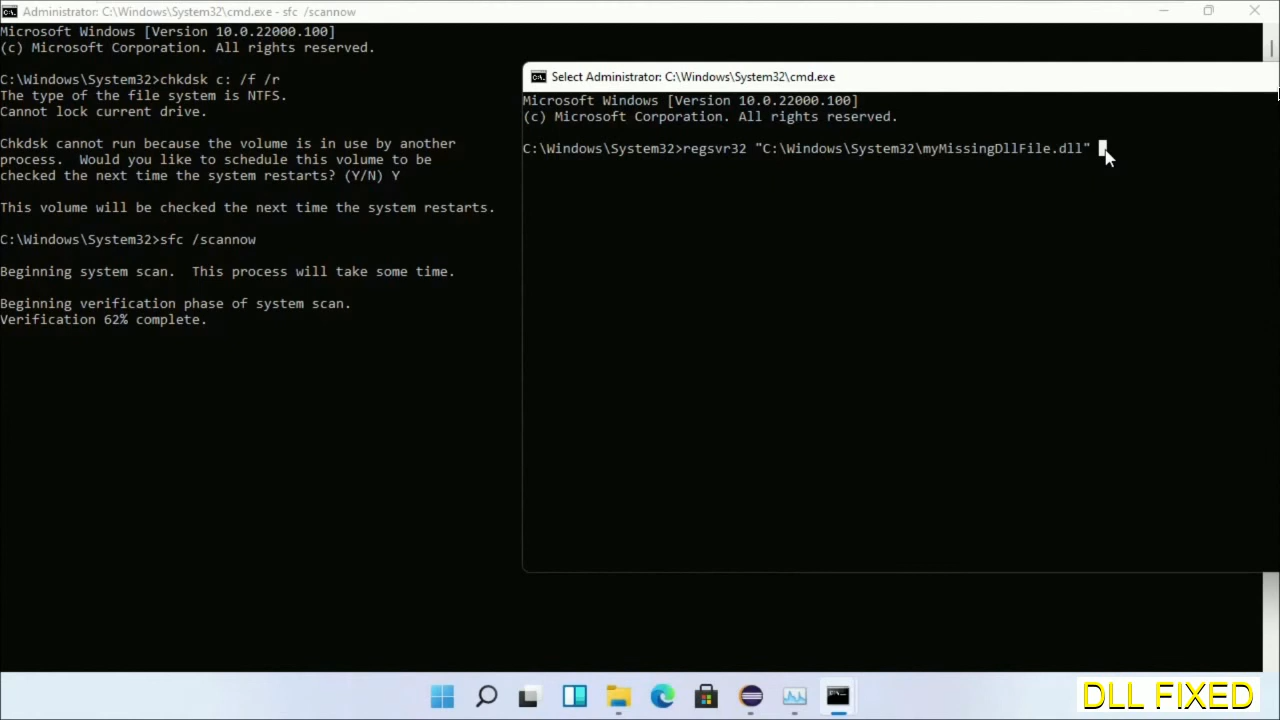 Administrator: C:\Windows\System32\cmd.exe - sfc /scannow
Microsoft Windows [Version 10.0.22000.100]
(c) Microsoft Corporation. All rights reserved.
C:\Windows\System32>chkdsk c: /f /r
The type of the file system is NTFS.
Cannot lock current drive.
Chkdsk cannot run because the volume is in use by another
process.  Would you like to schedule this volume to be
checked the next time the system restarts? (Y/N) Y
This volume will be checked the next time the system restarts.
C:\Windows\System32>sfc /scannow
Beginning system scan.  This process will take some time.
Beginning verification phase of system scan.
Verification 62% complete.
Select Administrator: C:\Windows\System32\cmd.exe
Microsoft Windows [Version 10.0.22000.100]
(c) Microsoft Corporation. All rights reserved.
C:\Windows\System32>regsvr32 "C:\Windows\System32\myMissingDllFile.dll"
DLL FIXED